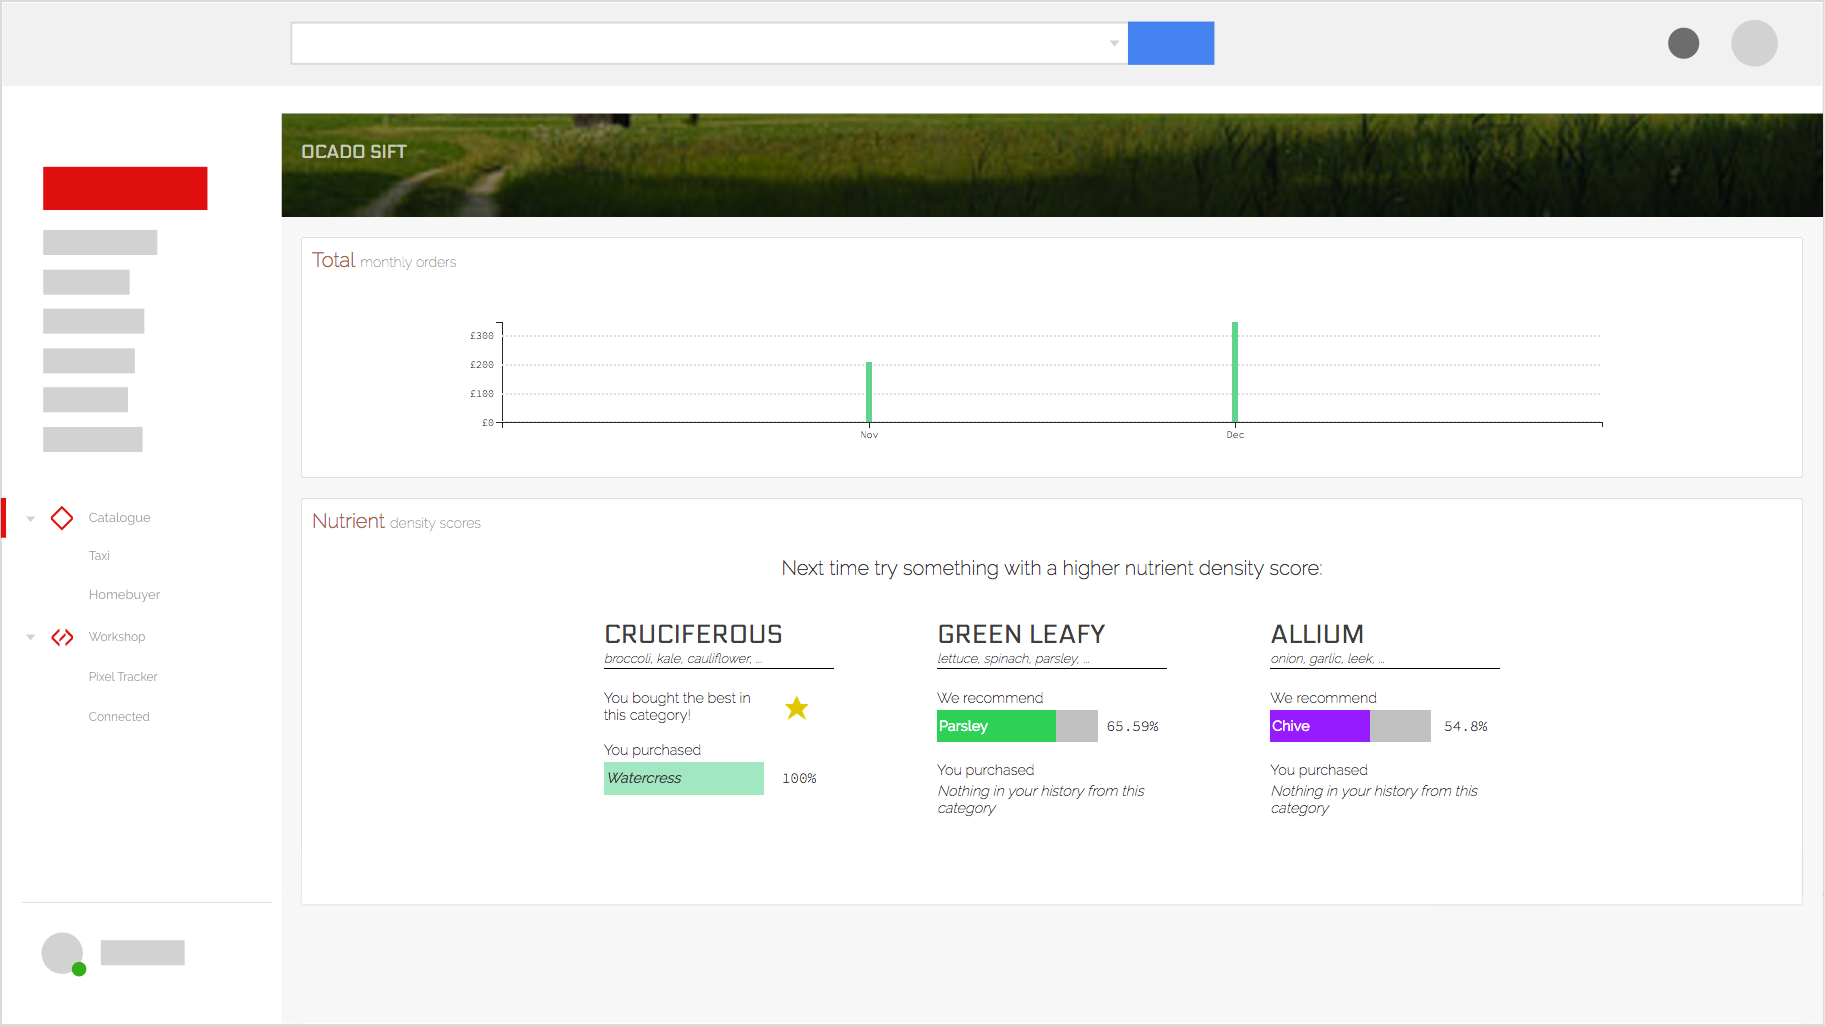 OCADO SIFT
Total monthly orders
£300
£200
£100
£0
Nov
Dec
Catalogue
Taxi
Homebuyer
Workshop
Pixel Tracker
Connected
Nutrient density scores
Next time try something with a higher nutrient density score:
CRUCIFEROUS
broccoli, kale, cauliflower, ...
You bought the best in
this category!
You purchased
Watercress 100%
GREEN LEAFY
lettuce, spinach, parsley, ...
We recommend
Parsley 65.59%
You purchased
Nothing in your history from this
category
ALLIUM
onion, garlic, leek, ...
We recommend
Chive 54.8%
You purchased
Nothing in your history from this
category